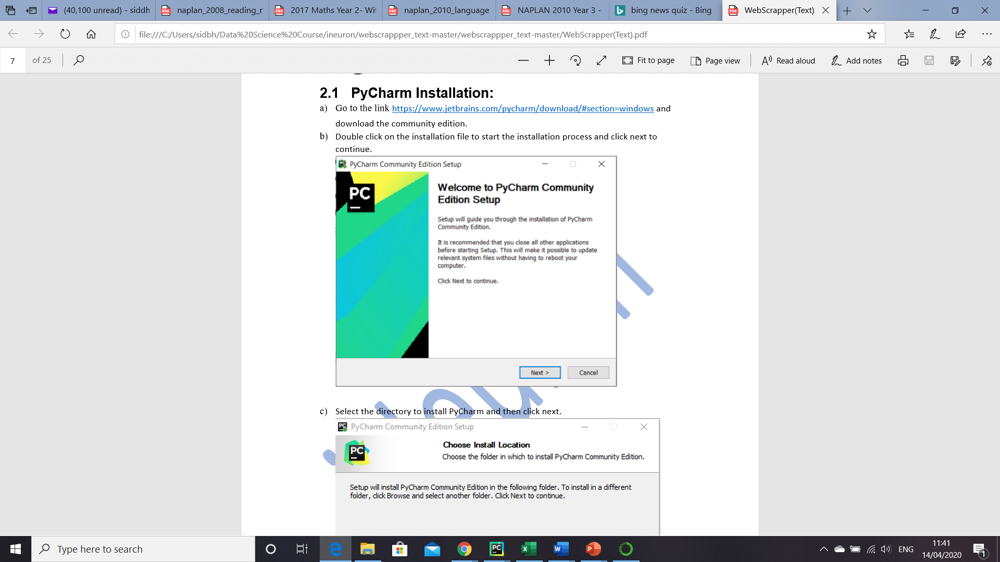 (40,100 unread) - siddh
naplan_2008_reading_r
2017 Maths Year 2- Wit
naplan_2010_language
NAPLAN 2010 Year 3 -
bing news quiz - Bing
WebScrapper(Text)
file:///C:/Users/sidbh/Data%20Science%20Course/ineuron/webscrappper_text-master/webscrappper_text-master/WebScrapper(Text).pdf
7 of 25
Fit to page
Page view
Read aloud
Add notes
2.1 PyCharm Installation:
a) Go to the link https://www.jetbrains.com/pycharm/download/#section=windows and
download the community edition.
b) Double click on the installation file to start the installation process and click next to
continue.
PyCharm Community Edition Setup
PC
Welcome to PyCharm Community
Edition Setup
Setup will guide you through the installation of PyCharm
Community Edition.
It is recommended that you close all other applications
before starting Setup. This will make it possible to update
relevant system files without having to reboot your
computer.
Click Next to continue.
Next >
Cancel
c) Select the directory to install PyCharm and then click next.
PyCharm Community Edition Setup
PC
Choose Install Location
Choose the folder in which to install PyCharm Community Edition.
Setup will install PyCharm Community Edition in the following folder. To install in a different
folder, click Browse and select another folder. Click Next to continue.
Type here to search
ENG
11:41
14/04/2020
1